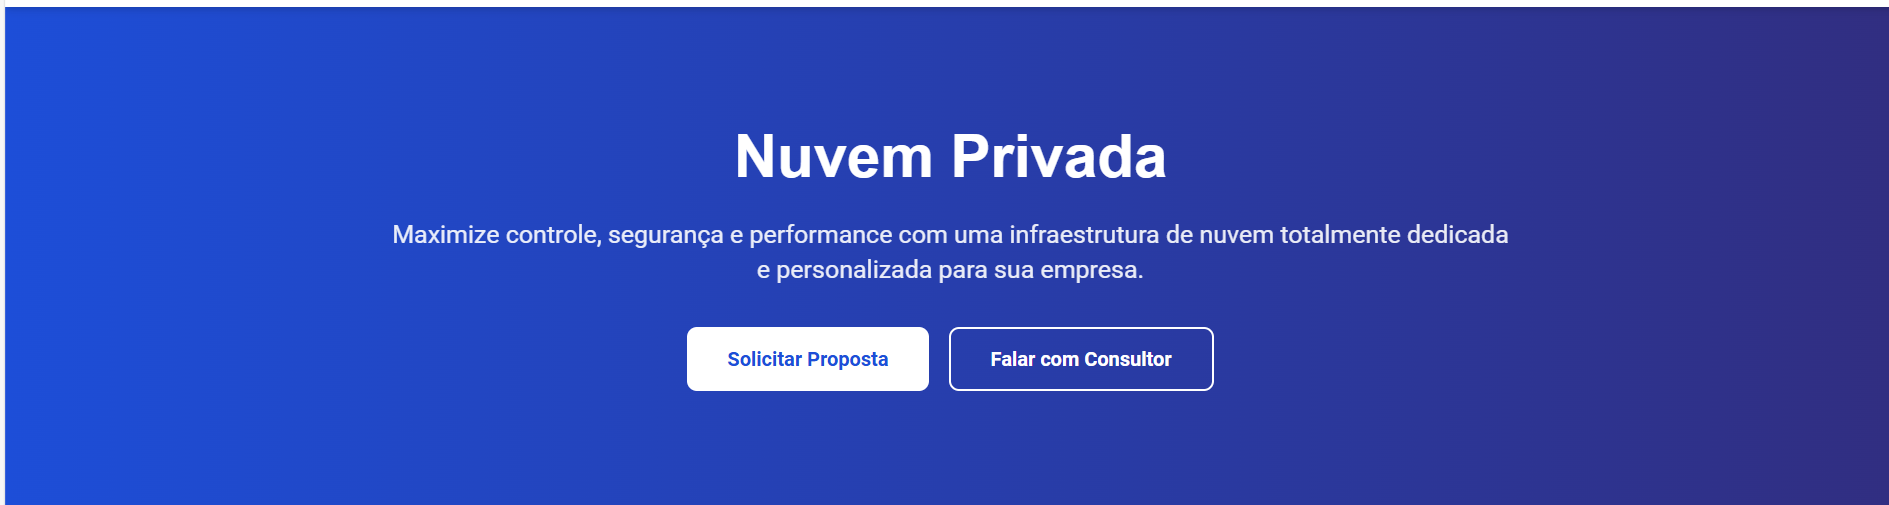 Nuvem Privada
Maximize controle, segurança e performance com uma infraestrutura de nuvem totalmente dedicada
e personalizada para sua empresa.
Solicitar Proposta
Falar com Consultor